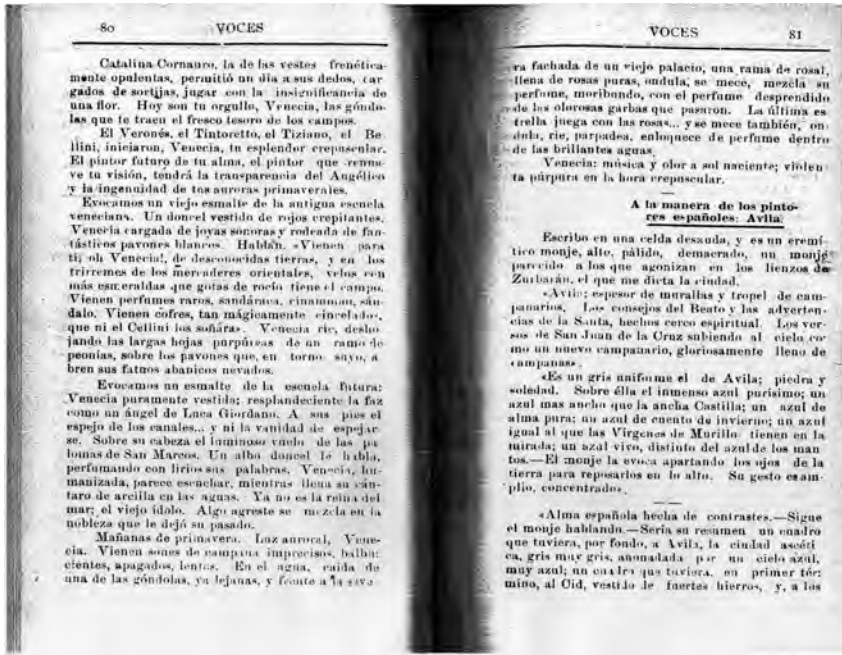 80 VOCES
Catalina Cornauro, la de las vestes frenética-
mente opulentas, permitió un día a sus dedos, car
gados de sortijas, jugar con la insignificancia de
una flor. Hoy son tu orgullo, Venecia, las góndo-
las que te traen el fresco tesoro de los campos.
El Veronés, el Tintoretto, el Tiziano, el Be-
llini, iniciaron, Venecia, tu esplendor crepuscular.
El pintor futuro de tu alma, el pintor que renue-
ve tu visión, tendrá la transparencia del Angélico
y la ingenuidad de tus auroras primaverales.
Evocamos un viejo esmalte de la antigua escuela
veneciana. Un doncel vestido de rojos crepitantes.
Venecia cargada de joyas sonoras y rodeada de fan-
tásticos pavones blancos. Hablan. «Vienen para
ti, oh Venecia!, de desconocidas tierras, y en los
trirremes de los mercaderes orientales, velos con
más esmeraldas que gotas de rocío tiene el campo.
Vienen perfumes raros, sandáraca, cinammon, sán-
dalo. Vienen cofres, tan mágicamente cincelados,
que ni el Cellini los soñára». Venecia ríe, desho
jando las largas hojas purpúreas de un ramo de
peonías, sobre los pavones que, en torno suyo, a
bren sus fatuos abanicos nevados.
Evocamos un esmalte de la escuela futura:
Venecia puramente vestida; resplandeciente la faz
como un ángel de Luca Giordano. A sus pies el
espejo de los canales... y ni la vanidad de espejar-
se. Sobre su cabeza el luminoso vuelo de las pa
lomas de San Marcos. Un albo doncel le habla,
perfumando con lirios sus palabras. Venecia, hu-
manizada, parece escuchar, mientras llena su cán-
taro de arcilla en las aguas. Ya no es la reina del
mar; el viejo ídolo. Algo agreste se mezcla en la
nobleza que le dejó su pasado.
Mañanas de primavera. Luz auroral, Vene-
cia. Vienen sones de campana imprecisos, balbu-
cientes, apagados, lentos. En el agua, caida de
una de las góndolas, ya lejanas, y frente a la
VOCES 81
ra fachada de un viejo palacio, una rama de rosal,
llena de rosas puras, ondula, se mece, mezcla su
perfume, moribundo, con el perfume desprendido
de las olorosas garbas que pasaron. La última es
trella juega con las rosas... y se mece también, on
dula, rie, parpadea, enloquece de perfume dentro
de las brillantes aguas
Venecia: música y olor a sol naciente; violen
ta púrpura en la hora crepuscular.
A la manera de los pinto-
res españoles: Avila.
Escribo en una celda desnuda, y es un eremí-
tico monje, alto, pálido, demacrado, un monje
parecido a los que agonizan en los lienzos de
Zurbarán, el que me dicta la ciudad.
«Avila; espesor de murallas y tropel de cam-
panarios. Los consejos del Beato y las adverten-
cias de la Santa, hechos cerco espiritual. Los ver-
sos de San Juan de la Cruz subiendo al cielo co-
mo un nuevo campanario, gloriosamente lleno de
campanas».
«Es un gris uniforme el de Avila; piedra y
soledad. Sobre élla el inmenso azul purísimo; un
azul mas ancho que la ancha Castilla; un azul de
alma pura; un azul de cuento de invierno; un azul
igual al que las Vírgenes de Murillo tienen en la
mirada; un azul vivo, distinto del azul de los man
tos.—El monje la evoca apartando los ojos de la
tierra para reposarlos en lo alto. Su gesto es am-
plio, concentrado».
«Alma española hecha de contrastes.—Sigue
el monje hablando.—Sería su resumen un cuadro
que tuviera, por fondo, a Avila, la ciudad ascéti
ca, gris muy gris, anonadada por un cielo azul,
muy azul; un cuadro que tuviera, en primer tér-
mino, al Cid, vestido de fuertes hierros, y, a los